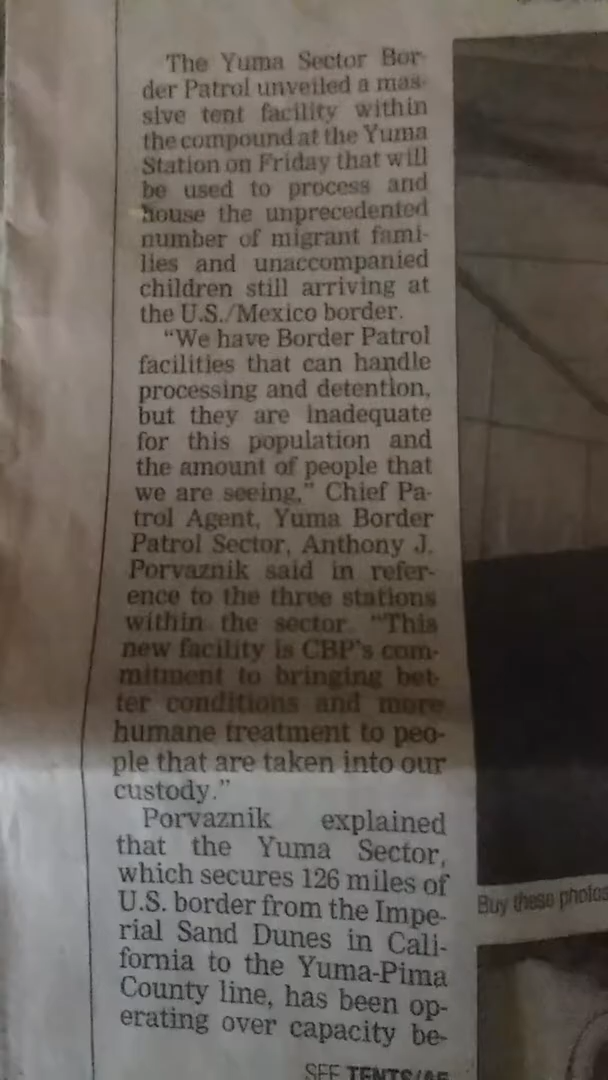 The Yuma Sector Bor-
der Patrol unveiled a mas-
sive tent facility within
the compound at the Yuma
Station on Friday that will
be used to process and
house the unprecedented
number of migrant fami-
lies and unaccompanied
children still arriving at
the U.S./Mexico border.
"We have Border Patrol
facilities that can handle
processing and detention,
but they are inadequate
for this population and
the amount of people that
we are seeing," Chief Pa-
trol Agent, Yuma Border
Patrol Sector, Anthony J.
Porvaznik said in refer-
ence to the three stations
within the sector. "This
new facility is CBP's com-
mitment to bringing bet-
ter conditions and more
humane treatment to peo-
ple that are taken into our
custody."
Porvaznik explained
that the Yuma Sector,
which secures 126 miles of
U.S. border from the Impe-
rial Sand Dunes in Cali-
fornia to the Yuma-Pima
County line, has been op-
erating over capacity be-
SEE TENTS/
Buy these photos